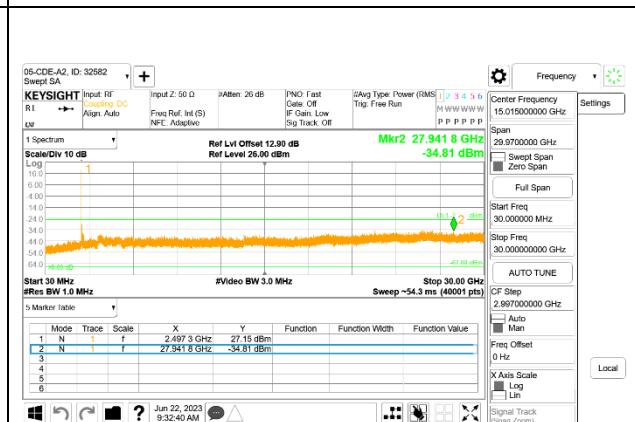 05-CDE-A2, ID: 32582
Swept SA
+
Frequency
KEYSIGHT Input: RF Input Z: 50 Ω #Atten: 26 dB PNO: Fast #Avg Type: Power (RMS 1 2 3 4 5 6
RL Coupling: DC Gate: Off Trig: Free Run M W W W W W
Align: Auto Freq Ref: Int (S) IF Gain: Low
NFE: Adaptive Sig Track: Off P P P P P P
Center Frequency
15.015000000 GHz
Settings
1 Spectrum Ref Lvl Offset 12.90 dB Mkr2 27.941 8 GHz
Scale/Div 10 dB Ref Level 26.00 dBm -34.81 dBm
Span
29.9700000 GHz
Swept Span
Zero Span
Full Span
Start Freq
30.000000 MHz
Stop Freq
30.00000000 GHz
AUTO TUNE
CF Step
2.997000000 GHz
Auto
Man
Freq Offset
0 Hz
X Axis Scale
Log
Lin
Local
Signal Track
(Span Zoom)
Log
16.0
6.00
-4.00
-14.0
-24.0
-34.0
-44.0
-54.0
-64.0
1
2
Start 30 MHz #Video BW 3.0 MHz Stop 30.00 GHz
#Res BW 1.0 MHz Sweep ~54.3 ms (40001 pts)
5 Marker Table
Mode Trace Scale X Y Function Function Width Function Value
1 N 1 f 2.497 3 GHz 27.15 dBm
2 N 1 f 27.941 8 GHz -34.81 dBm
3
4
5
6
? Jun 22, 2023
9:32:40 AM